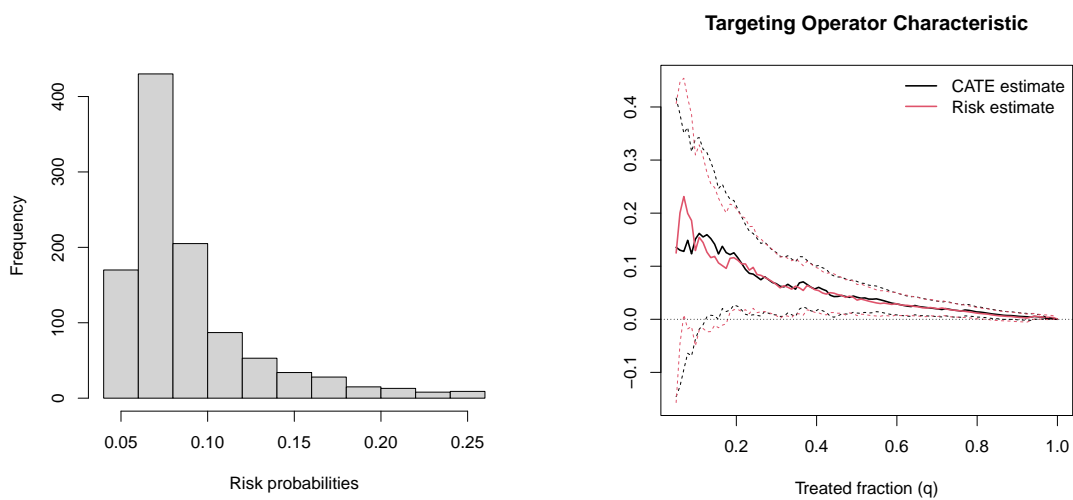 Frequency
400
300
200
100
0
0.05 0.10 0.15 0.20 0.25
Risk probabilities
Targeting Operator Characteristic
CATE estimate
Risk estimate
0.4
0.3
0.2
0.1
0.0
−0.1
0.2 0.4 0.6 0.8 1.0
Treated fraction (q)